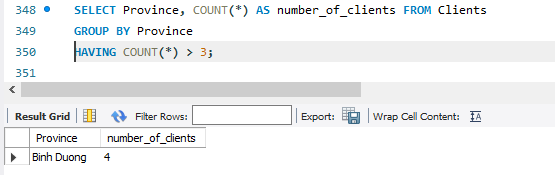 348 SELECT Province, COUNT(*) AS number_of_clients FROM Clients
349 GROUP BY Province
350 HAVING COUNT(*) > 3;
351
Result Grid Filter Rows: Export: Wrap Cell Content: IA
Province number_of_clients
Binh Duong 4